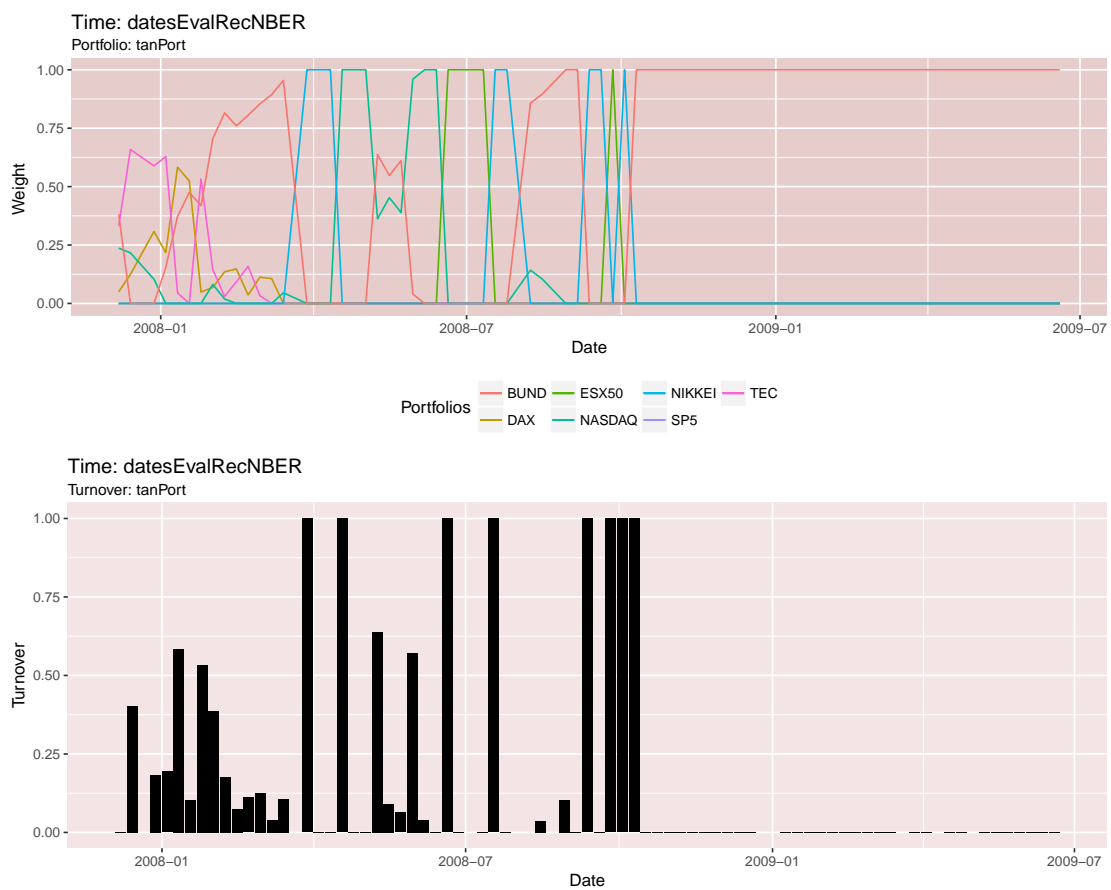 Time: datesEvalRecNBER
Portfolio: tanPort
Weight
1.00
0.75
0.50
0.25
0.00
2008−01
2008−07
2009−01
2009−07
Date
Portfolios
BUND
ESX50
NIKKEI
TEC
DAX
NASDAQ
SP5
Time: datesEvalRecNBER
Turnover: tanPort
Turnover
1.00
0.75
0.50
0.25
0.00
2008−01
2008−07
2009−01
2009−07
Date